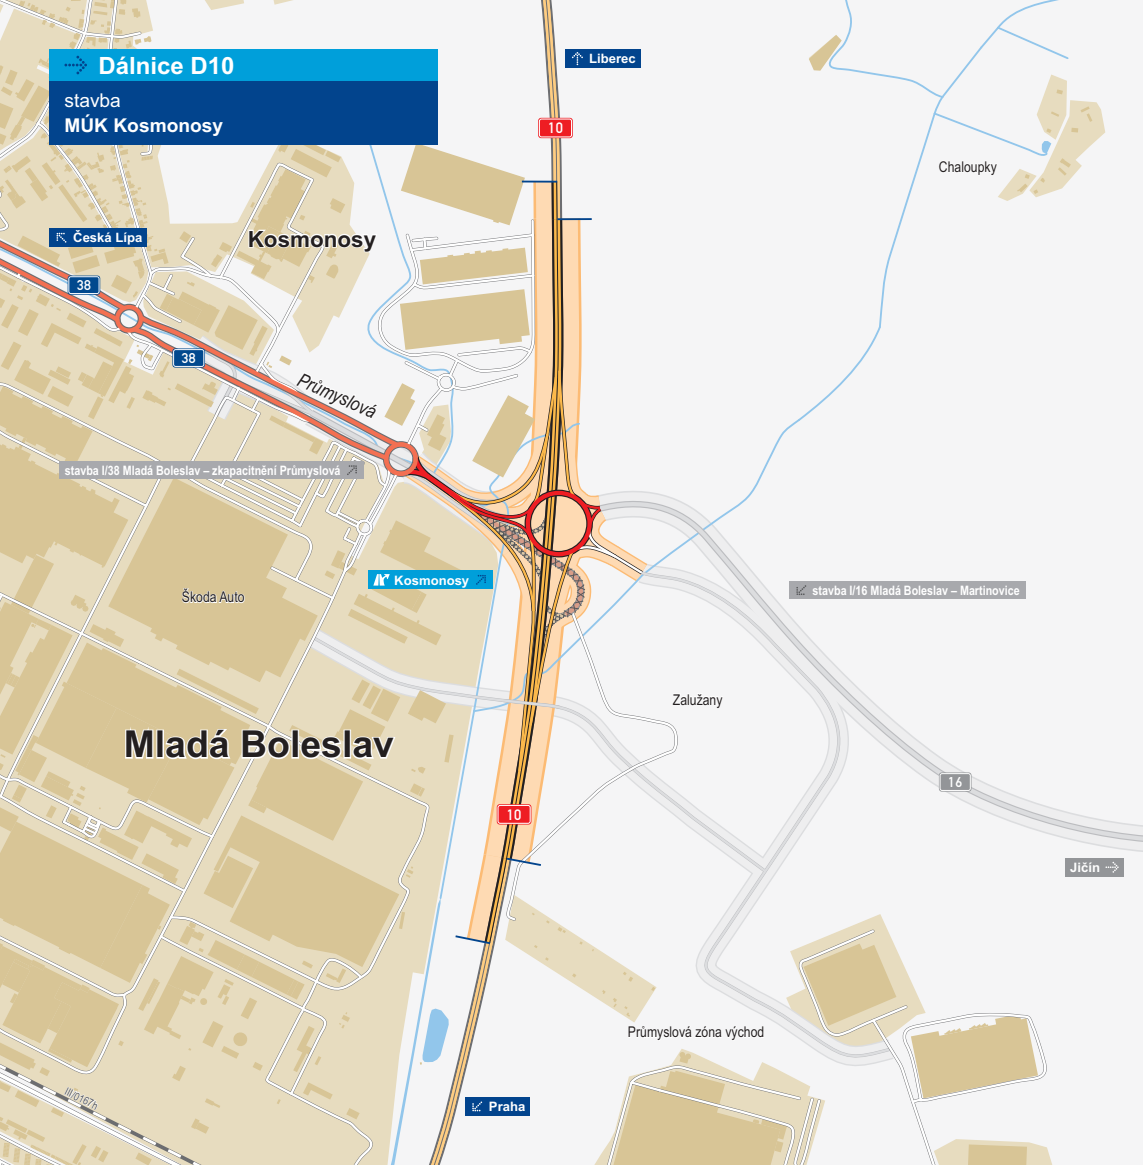 Dálnice D10
stavba
MÚK Kosmonosy
Liberec
10
Chaloupky
Česká Lípa
Kosmonosy
38
38
Průmyslová
stavba I/38 Mladá Boleslav – zkapacitnění Průmyslová
Kosmonosy
Škoda Auto
stavba I/16 Mladá Boleslav – Martinovice
Zalužany
Mladá Boleslav
16
10
Jičín
Průmyslová zóna východ
III/0167h
Praha